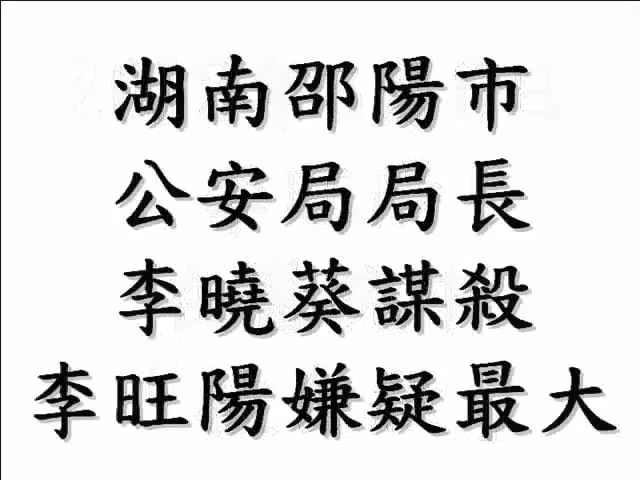 湖南邵陽市
公安局局長
李曉葵謀殺
李旺陽嫌疑最大